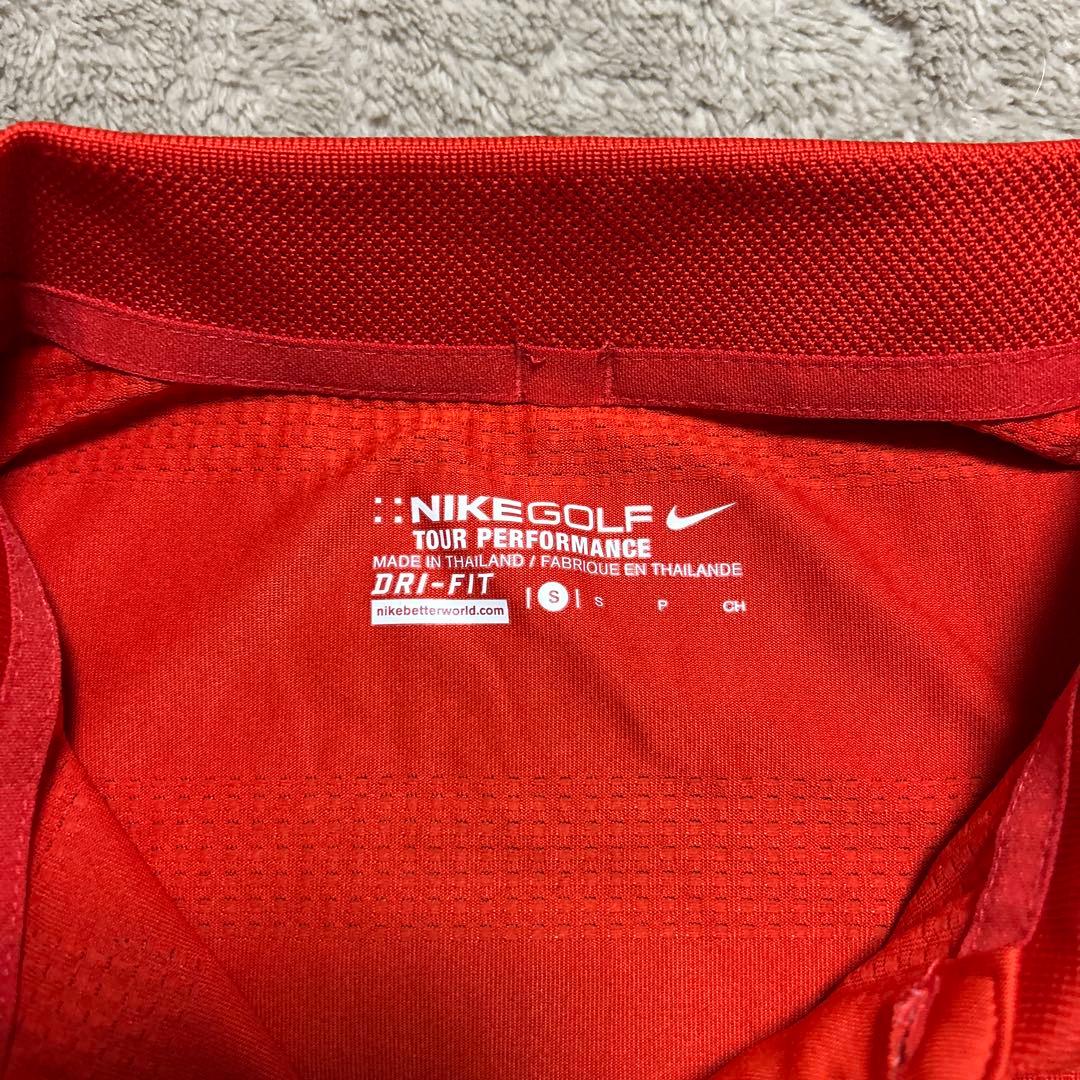 NIKEGOLF
TOUR PERFORMANCE
MADE IN THAILAND / FABRIQUE EN THAILANDE
DRI-FIT
nikebetterworld.com
|S| S P CH